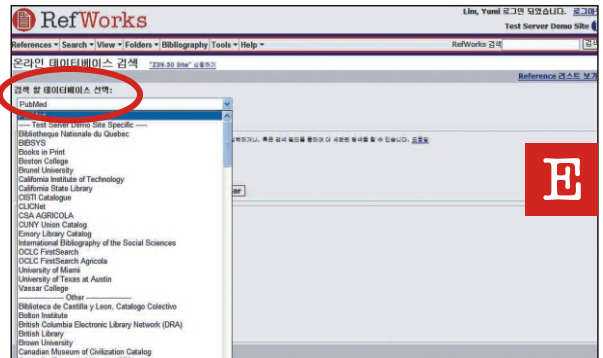 Lim, Yumi 로그인 되었습니다. 로그아
RefWorks
Test Server Demo Site
References Search View Folders Bibliography Tools Help
RefWorks 검색
검색
온라인 데이터베이스 검색
Reference 리스트 보기
검색 할 데이터베이스 선택:
PubMed
---- Test Server Demo Site Specific ----
Bibliotheque Nationale du Quebec
BIBSYS
Books in Print
Boston College
Brunel University
California Institute of Technology
California State Library
CISTI Catalogue
CLICNet
CSA AGRICOLA
CUNY Union Catalog
Emory Library Catalog
International Bibliography of the Social Sciences
OCLC FirstSearch
OCLC FirstSearch Agricola
University of Miami
University of Texas at Austin
Vassar College
-------------------- Other --------------------
Biblioteca de Castilla y Leon, Catalogo Colectivo
Bolton Institute
British Columbia Electronic Library Network (DRA)
British Library
Brown University
Canadian Museum of Civilization Catalog
ar
E